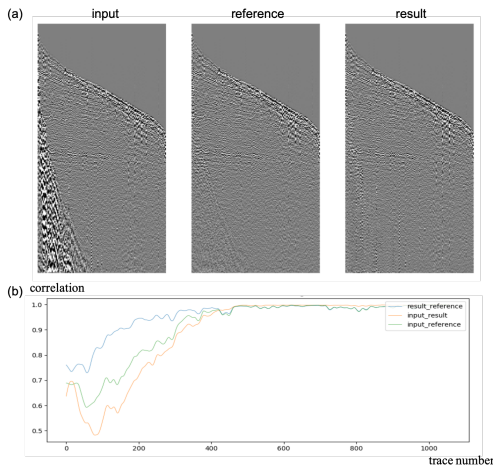 (a) input reference result
correlation
(b)
1.0
0.9
0.8
0.7
0.6
0.5
result_reference
input_result
input_reference
0 200 400 600 800 1000
trace number